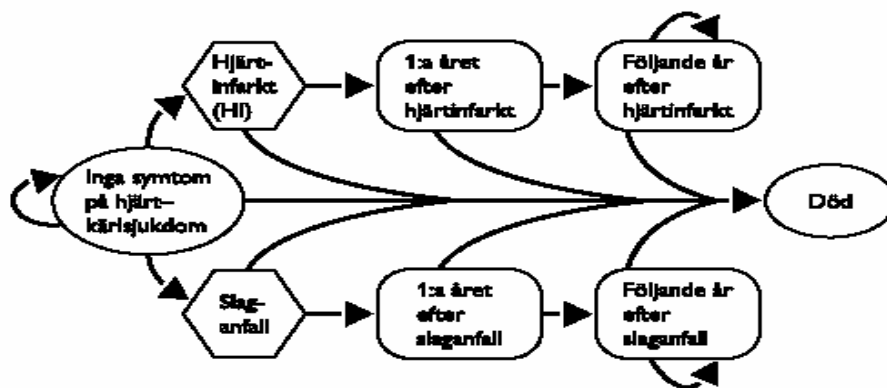 Hjärt-
infarkt
(HI)
1:a året
efter
hjärtinfarkt
Följande år
efter
hjärtinfarkt
Inga symtom
på hjärt-
kärlsjukdom
Död
Slag-
anfall
1:a året
efter
slaganfall
Följande år
efter
slaganfall